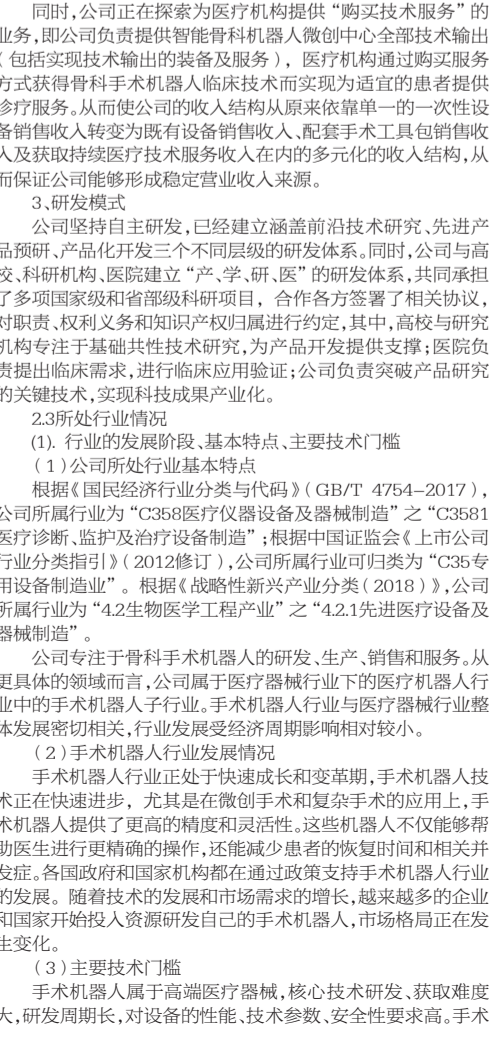 同时,公司正在探索为医疗机构提供“购买技术服务”的
业务,即公司负责提供智能骨科机器人微创中心全部技术输出
(包括实现技术输出的装备及服务),医疗机构通过购买服务
方式获得骨科手术机器人临床技术而实现为适宜的患者提供
诊疗服务。从而使公司的收入结构从原来依靠单一的一次性设
备销售收入转变为既有设备销售收入、配套手术工具包销售收
入及获取持续医疗技术服务收入在内的多元化的收入结构,从
而保证公司能够形成稳定营业收入来源。
3、研发模式
公司坚持自主研发,已经建立涵盖前沿技术研究、先进产
品预研、产品化开发三个不同层级的研发体系。同时,公司与高
校、科研机构、医院建立“产、学、研、医”的研发体系,共同承担
了多项国家级和省部级科研项目,合作各方签署了相关协议,
对职责、权利义务和知识产权归属进行约定,其中,高校与研究
机构专注于基础共性技术研究,为产品开发提供支撑;医院负
责提出临床需求,进行临床应用验证;公司负责突破产品研究
的关键技术,实现科技成果产业化。
2.3所处行业情况
(1). 行业的发展阶段、基本特点、主要技术门槛
(1)公司所处行业基本特点
根据《国民经济行业分类与代码》(GB/T 4754-2017),
公司所属行业为“C358医疗仪器设备及器械制造”之“C3581
医疗诊断、监护及治疗设备制造”;根据中国证监会《上市公司
行业分类指引》(2012修订),公司所属行业可归类为“C35专
用设备制造业”。根据《战略性新兴产业分类(2018)》,公司
所属行业为“4.2生物医学工程产业”之“4.2.1先进医疗设备及
器械制造”。
公司专注于骨科手术机器人的研发、生产、销售和服务。从
更具体的领域而言,公司属于医疗器械行业下的医疗机器人行
业中的手术机器人子行业。手术机器人行业与医疗器械行业整
体发展密切相关,行业发展受经济周期影响相对较小。
(2)手术机器人行业发展情况
手术机器人行业正处于快速成长和变革期,手术机器人技
术正在快速进步,尤其是在微创手术和复杂手术的应用上,手
术机器人提供了更高的精度和灵活性。这些机器人不仅能够帮
助医生进行更精确的操作,还能减少患者的恢复时间和相关并
发症。各国政府和国家机构都在通过政策支持手术机器人行业
的发展。随着技术的发展和市场需求的增长,越来越多的企业
和国家开始投入资源研发自己的手术机器人,市场格局正在发
生变化。
(3)主要技术门槛
手术机器人属于高端医疗器械,核心技术研发、获取难度
大,研发周期长,对设备的性能、技术参数、安全性要求高。手术